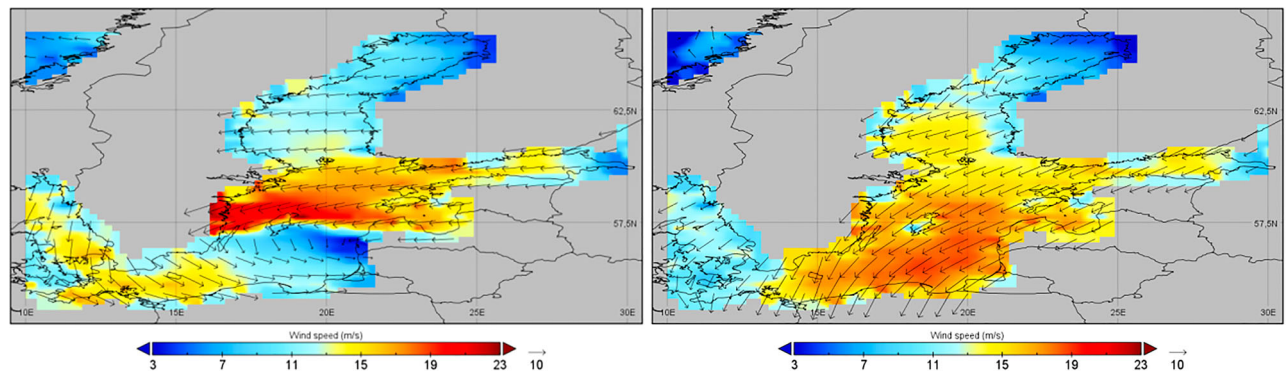 62,5N
57,5N
10E 15E 20E 25E 30E
Wind speed (m/s)
3 7 11 15 19 23 10
62,5N
57,5N
10E 15E 20E 25E 30E
Wind speed (m/s)
3 7 11 15 19 23 10